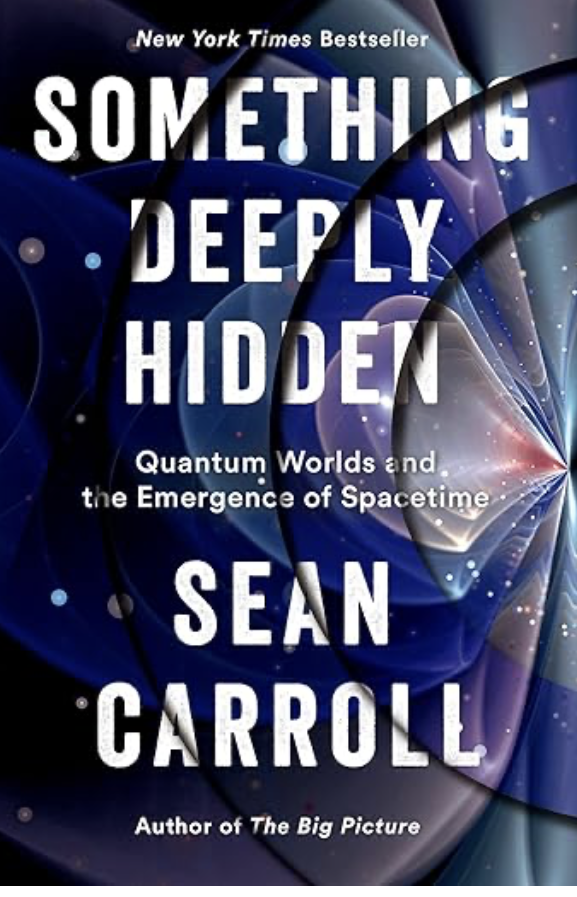 New York Times Bestseller
SOMETHING
DEEPLY
HIDDEN
Quantum Worlds and
the Emergence of Spacetime
SEAN
CARROLL
Author of The Big Picture